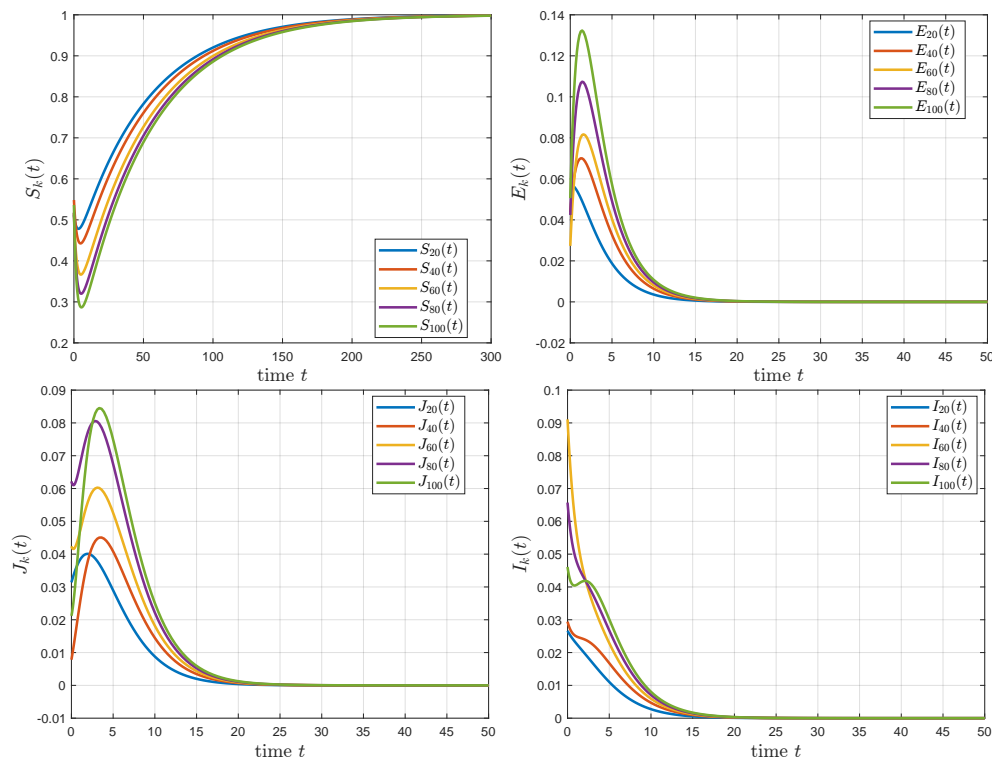 1
0.9
0.8
0.7
0.6
0.5
0.4
0.3
0.2
0
50
100
150
200
250
300
S_k(t)
time t
S_20(t)
S_40(t)
S_60(t)
S_80(t)
S_100(t)
0.14
0.12
0.1
0.08
0.06
0.04
0.02
0
-0.02
0
5
10
15
20
25
30
35
40
45
50
E_k(t)
time t
E_20(t)
E_40(t)
E_60(t)
E_80(t)
E_100(t)
0.09
0.08
0.07
0.06
0.05
0.04
0.03
0.02
0.01
0
-0.01
0
5
10
15
20
25
30
35
40
45
50
J_k(t)
time t
J_20(t)
J_40(t)
J_60(t)
J_80(t)
J_100(t)
0.1
0.09
0.08
0.07
0.06
0.05
0.04
0.03
0.02
0.01
0
0
5
10
15
20
25
30
35
40
45
50
I_k(t)
time t
I_20(t)
I_40(t)
I_60(t)
I_80(t)
I_100(t)